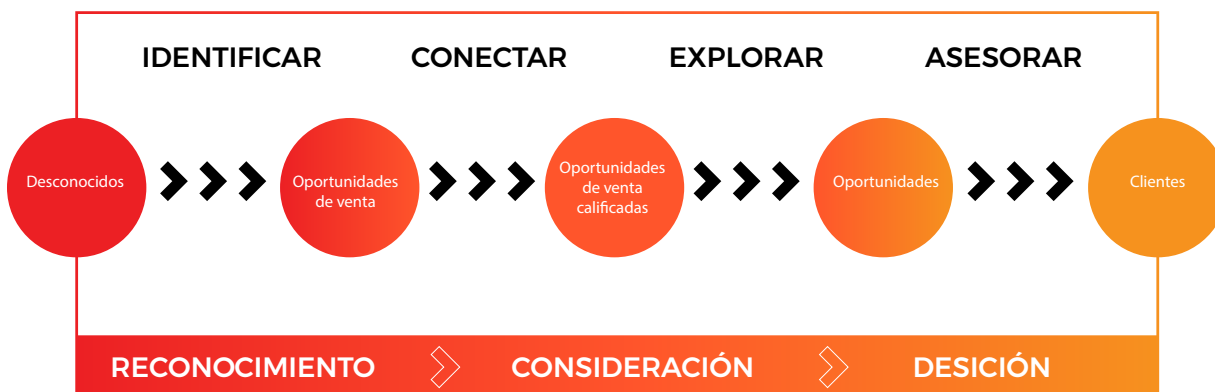 IDENTIFICAR CONECTAR EXPLORAR ASESORAR
Desconocidos
Oportunidades
de venta
Oportunidades
de venta
calificadas
Oportunidades
Clientes
RECONOCIMIENTO CONSIDERACIÓN DESICIÓN